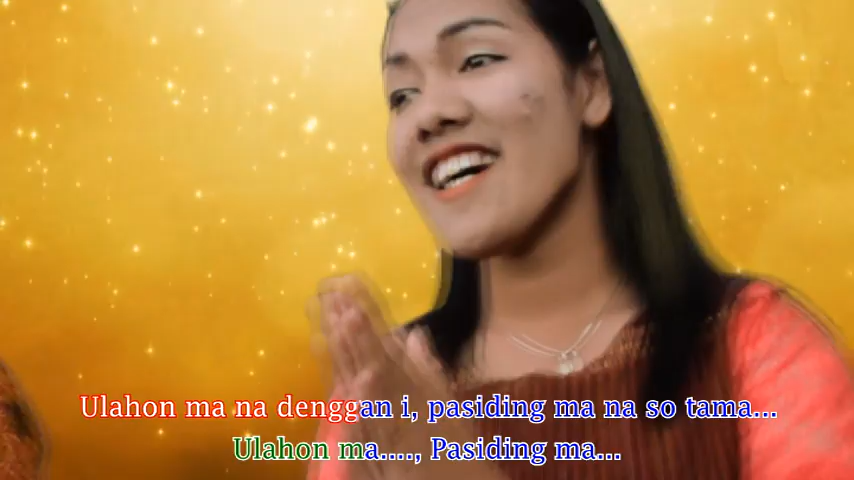 Ulahon ma na denggan i, pasiding ma na so tama...
Ulahon ma...., Pasiding ma...